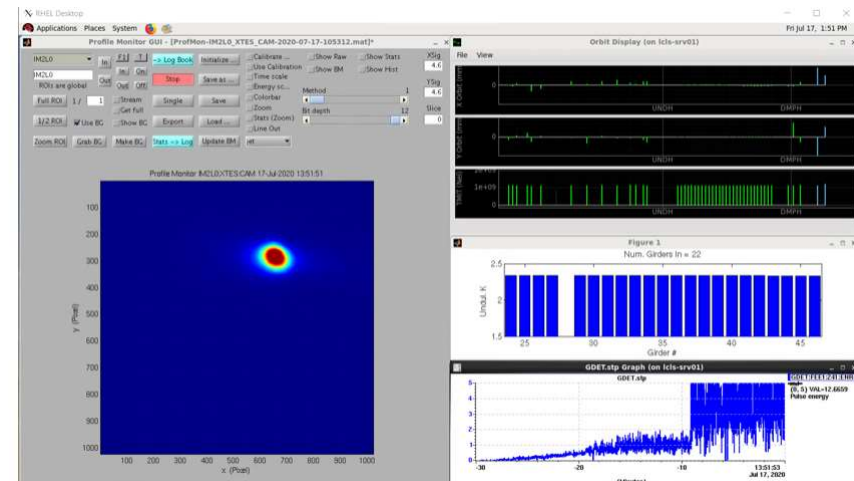 RHEL Desktop
Applications Places System
Fri Jul 17, 1:51 PM
Profile Monitor GUI - [ProfMon-IM2L0_XTES_CAM-2020-07-17-105312.mat]*
IM2L0
IM2L0
ROIs are global
In
Out
F1
T
In
On
Out
Off
-> Log Book
Initialize ...
Stop
Save as ...
Calibrate ...
Use Calibration
Time scale
Energy sc...
Colorbar
Zoom
Stats (Zoom)
Line Out
Show Raw
Show BM
Show Stats
Show Hist
XSig
4.6
YSig
4.6
Slice
0
Method
1
Bit depth
12
Full ROI
1 /
1
Stream
Get Full
Show BG
Single
Save
1/2 ROI
Use BG
Export
Load ...
Zoom ROI
Grab BG
Make BG
Stats -> Log
Update BM
jet
Profile Monitor IM2L0:XTES:CAM 17-Jul-2020 13:51:51
100
200
300
400
500
600
700
800
900
1000
y (Pixel)
100 200 300 400 500 600 700 800 900 1000
x (Pixel)
Orbit Display (on lcls-srv01)
File View
X Orbit
0
UNDH DMPH
Y Orbit
0
UNDH DMPH
1e+09
0
UNDH DMPH
Figure 1
Num. Girders In = 22
2.5
2
1.5
Undul. K
25 30 35 40 45
Girder #
GDET.stp Graph (on lcls-srv01)
GDET.stp
5
4
3
2
1
0
-30 -20 -10
13:51:53
Jul 17, 2020
(0, 5) VAL=12.6659
Pulse energy